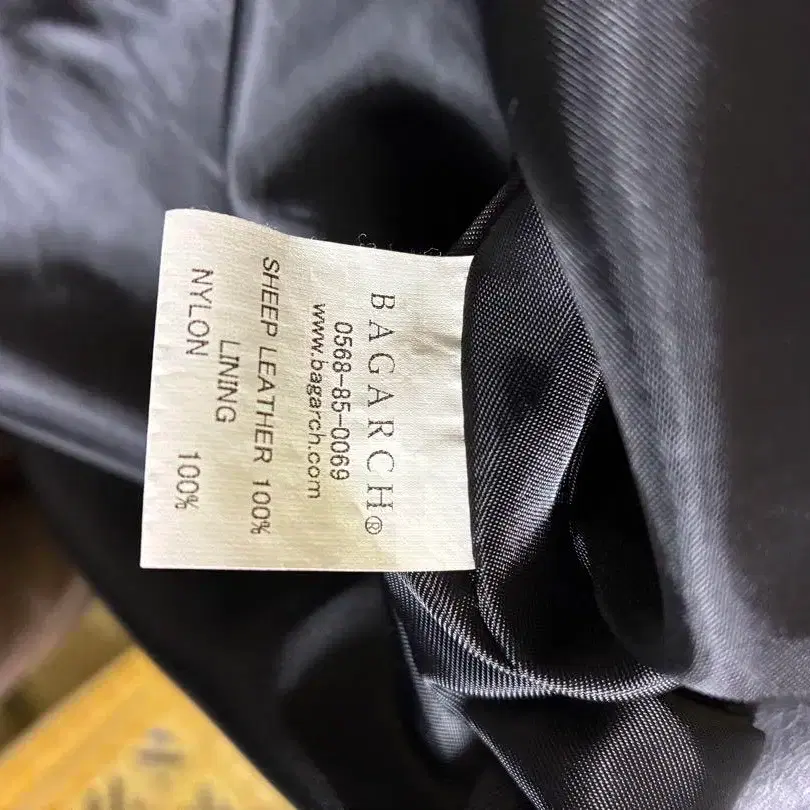 BAGARCH®
0568-85-0069
www.bagarch.com
SHEEP LEATHER 100%
LINING
NYLON 100%